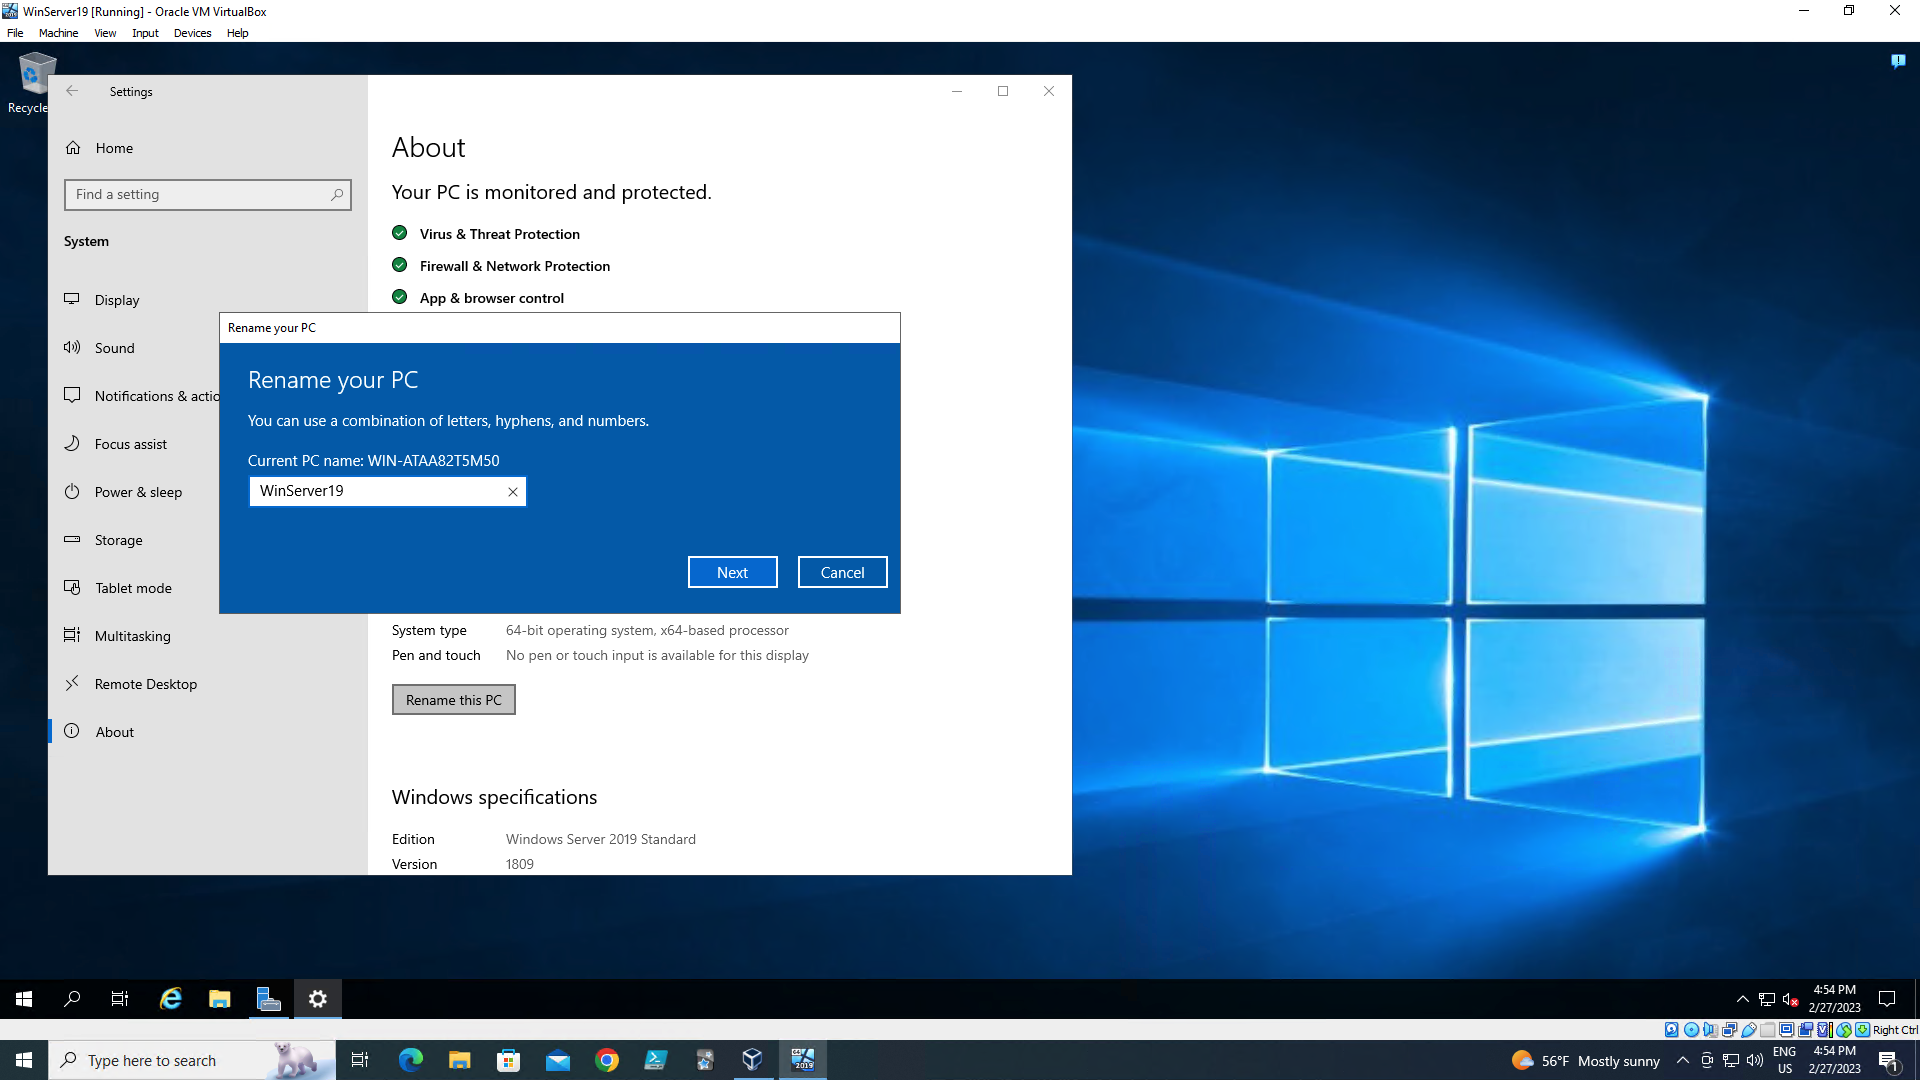 WinServer19 [Running] - Oracle VM VirtualBox
File Machine View Input Devices Help
Recycle
Settings
Home
Find a setting
System
Display
Sound
Notifications & actio
Focus assist
Power & sleep
Storage
Tablet mode
Multitasking
Remote Desktop
About
About
Your PC is monitored and protected.
Virus & Threat Protection
Firewall & Network Protection
App & browser control
Rename your PC
Rename your PC
You can use a combination of letters, hyphens, and numbers.
Current PC name: WIN-ATAA82T5M50
WinServer19
Next Cancel
System type 64-bit operating system, x64-based processor
Pen and touch No pen or touch input is available for this display
Rename this PC
Windows specifications
Edition Windows Server 2019 Standard
Version 1809
4:54 PM
2/27/2023
Right Ctrl
Type here to search
2019
56°F Mostly sunny
ENG
US
4:54 PM
2/27/2023
1